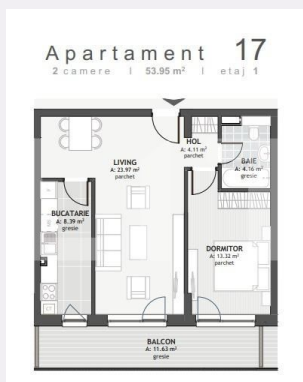 Apartament 17
2 camere | 53.95 m² | etaj 1
HOL
A: 4.11 m²
parchet
LIVING
A: 23.97 m²
parchet
BAIE
A: 4.16 m²
gresie
BUCATARIE
A: 8.39 m²
gresie
DORMITOR
A: 13.32 m²
parchet
BALCON
A: 11.63 m²
gresie